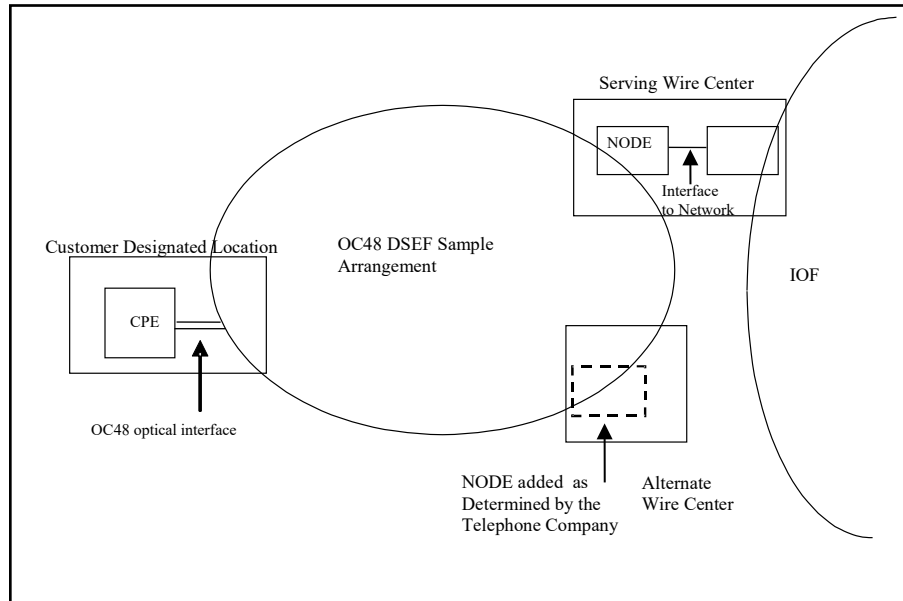 Serving Wire Center
NODE
Interface
to Network
Customer Designated Location
OC48 DSEF Sample
Arrangement
IOF
CPE
OC48 optical interface
NODE added  as
Determined by the
Telephone Company
Alternate
Wire Center